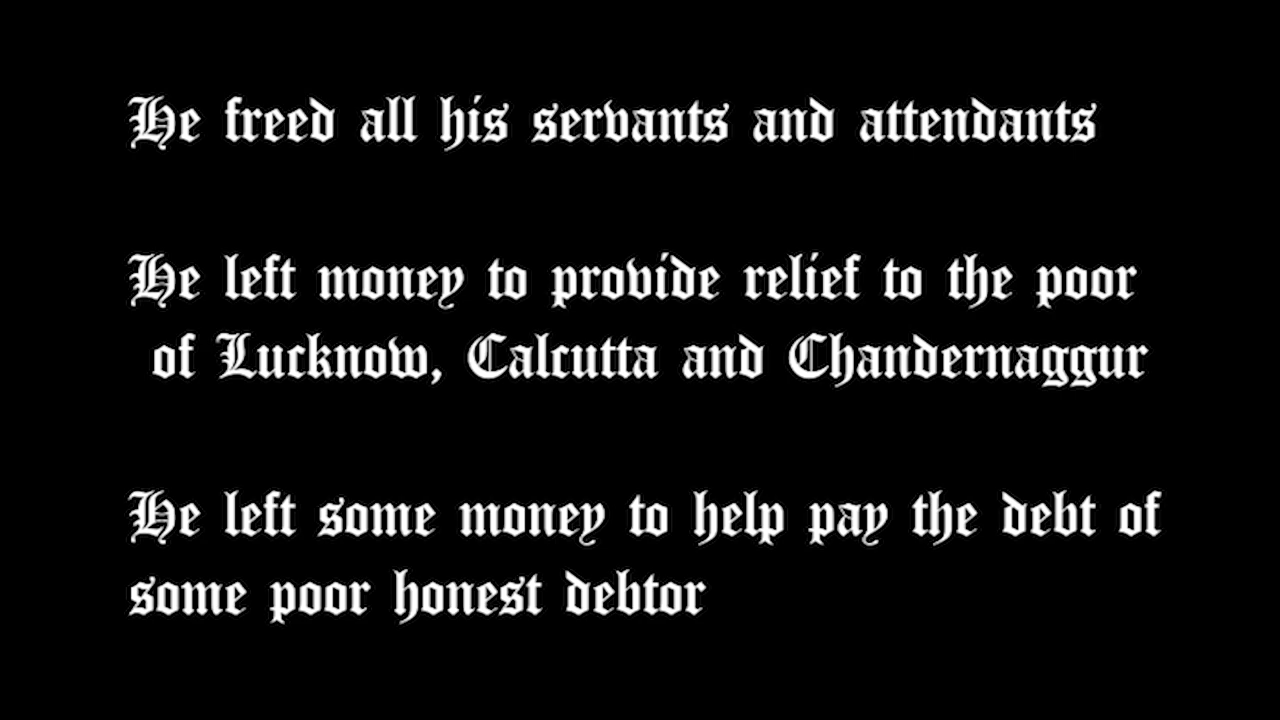 He freed all his servants and attendants
He left money to provide relief to the poor
of Lucknow, Calcutta and Chandernaggur
He left some money to help pay the debt of
some poor honest debtor